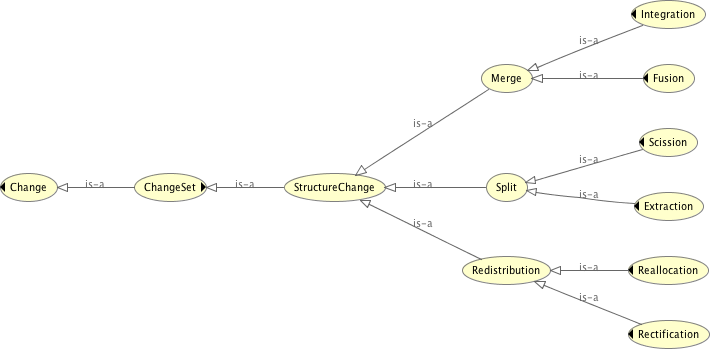 Integration
is-a
Merge
is-a
Fusion
is-a
Scission
is-a
Change
is-a
ChangeSet
is-a
StructureChange
is-a
Split
is-a
Extraction
is-a
Redistribution
is-a
Reallocation
is-a
Rectification